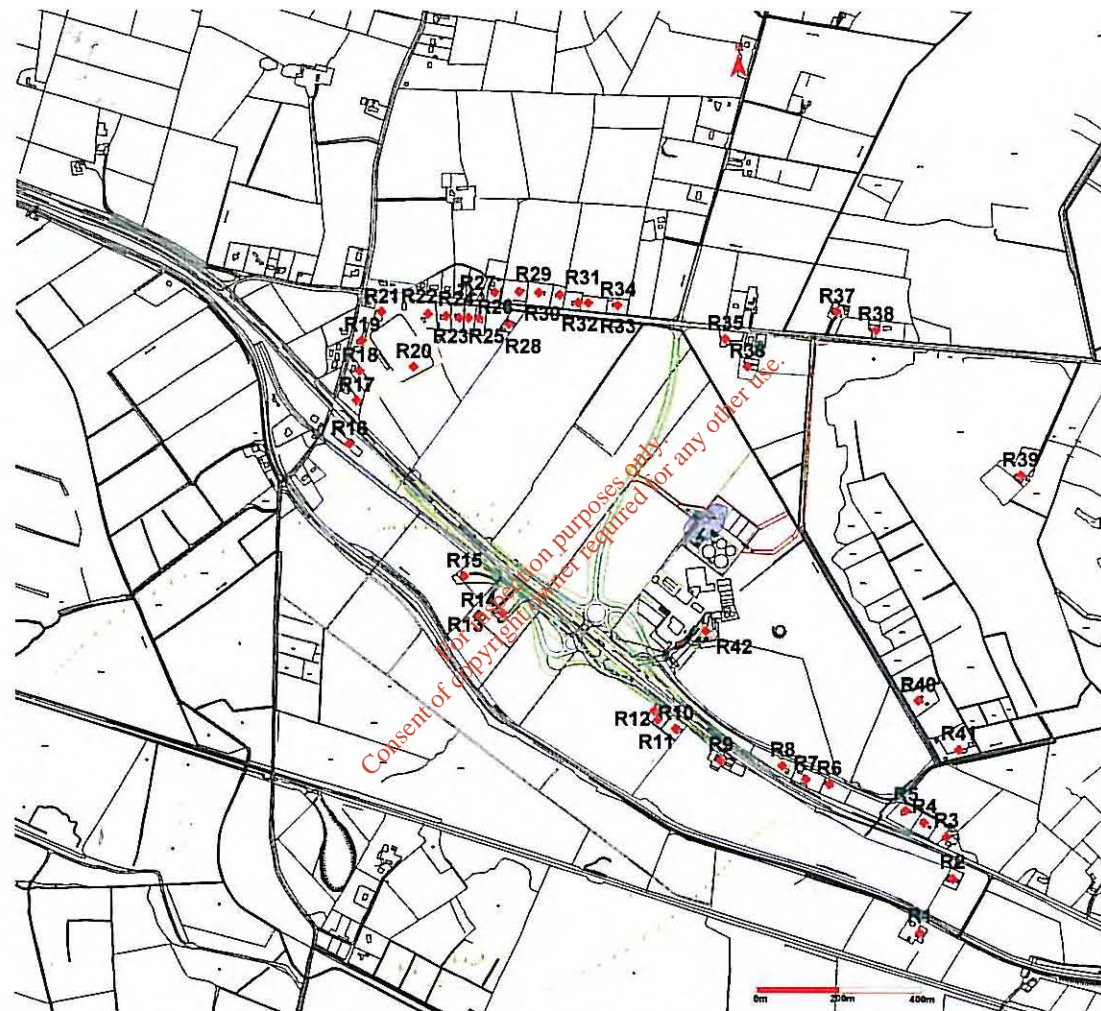 R27 R29 R31 R34
R21 R22 R24 R26
R23 R25 R28 R30 R32 R33
R37 R38
R35
R36
R19
R18
R20
R17
R16
R39
R15
R14
R13
R42
R40
R41
R12 R10
R11
R9
R8
R7
R6
R5
R4
R3
R2
R1
For inspection purposes only.
Consent of copyright owner required for any other use.
0m 200m 400m